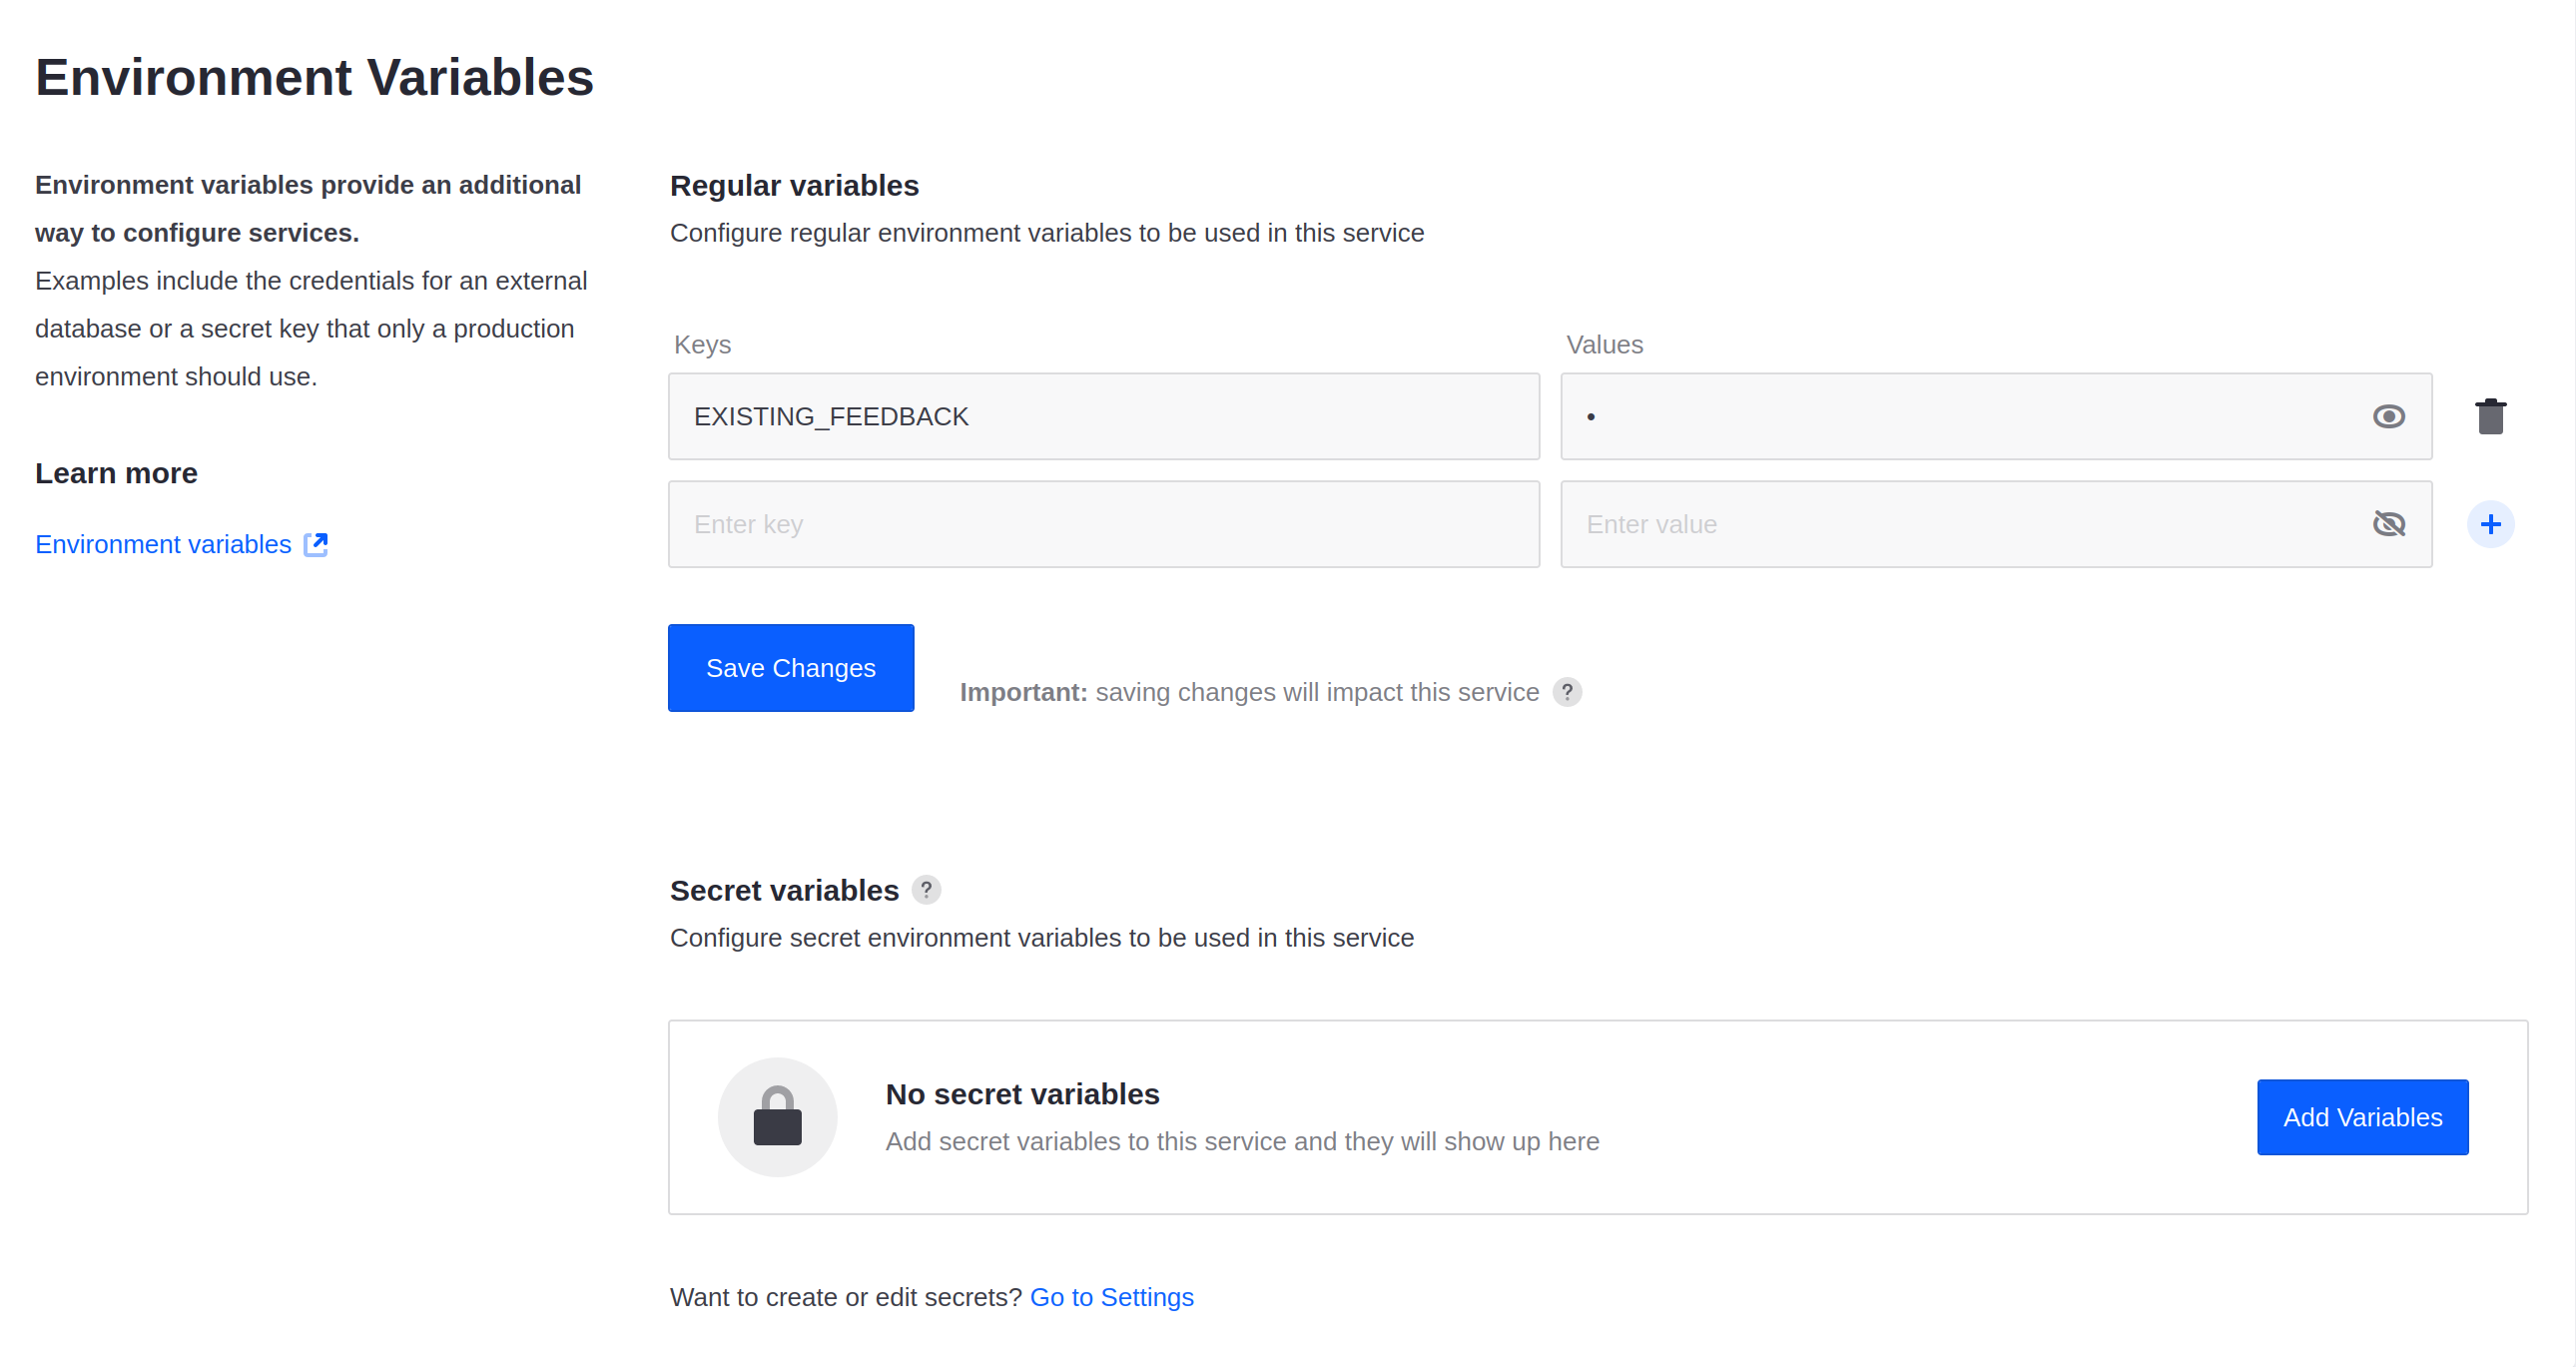 Environment Variables
Environment variables provide an additional
way to configure services.
Examples include the credentials for an external
database or a secret key that only a production
environment should use.
Learn more
Environment variables
Regular variables
Configure regular environment variables to be used in this service
Keys
Values
EXISTING_FEEDBACK
•
Enter key
Enter value
Save Changes
Important: saving changes will impact this service ?
Secret variables ?
Configure secret environment variables to be used in this service
No secret variables
Add secret variables to this service and they will show up here
Add Variables
Want to create or edit secrets? Go to Settings